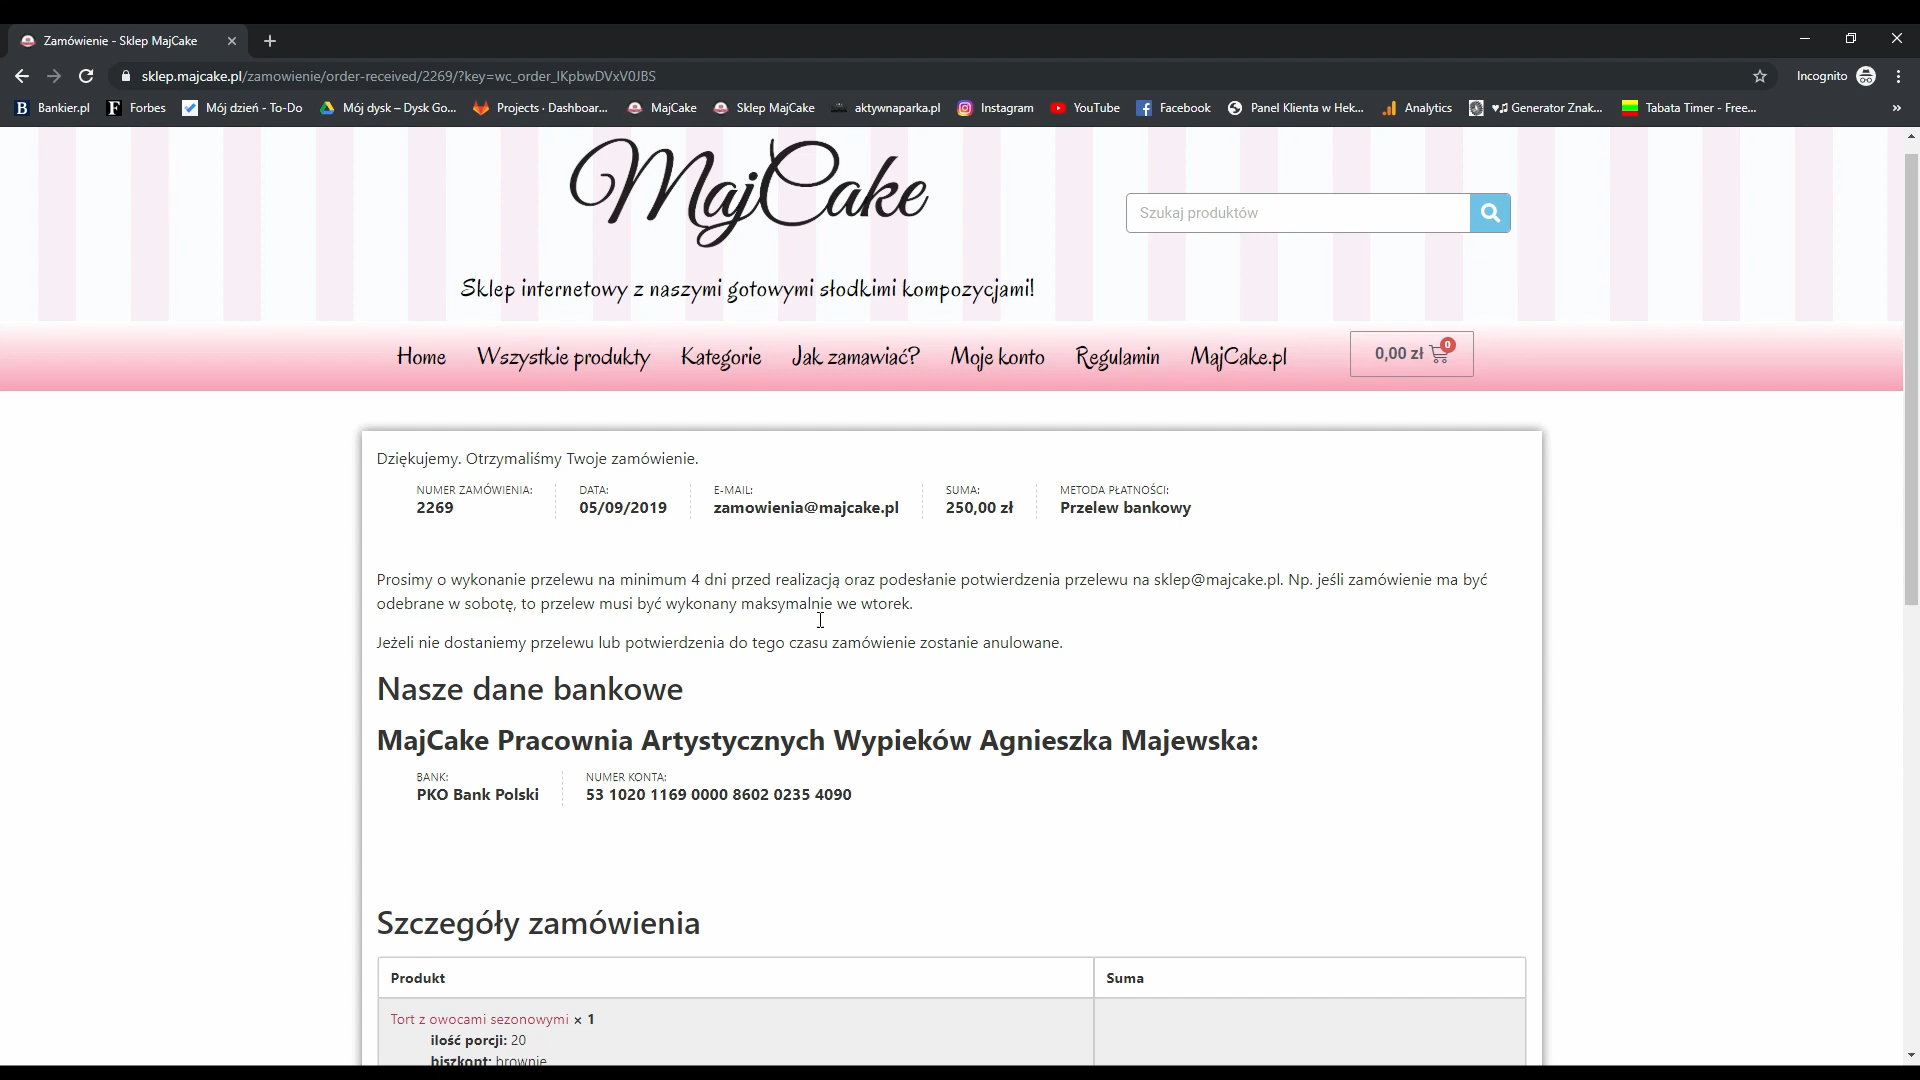 Zamówienie - Sklep MajCake
sklep.majcake.pl/zamowienie/order-received/2269/?key=wc_order_IKpbwDVxV0JBS
Incognito
Bankier.pl
Forbes
Mój dzień - To-Do
Mój dysk – Dysk Go...
Projects · Dashboar...
MajCake
Sklep MajCake
aktywnaparka.pl
Instagram
YouTube
Facebook
Panel Klienta w Hek...
Analytics
♥♫ Generator Znak...
Tabata Timer - Free...
MajCake
Szukaj produktów
Sklep internetowy z naszymi gotowymi słodkimi kompozycjami!
Home
Wszystkie produkty
Kategorie
Jak zamawiać?
Moje konto
Regulamin
MajCake.pl
0,00 zł
0
Dziękujemy. Otrzymaliśmy Twoje zamówienie.
NUMER ZAMÓWIENIA:
2269
DATA:
05/09/2019
E-MAIL:
zamowienia@majcake.pl
SUMA:
250,00 zł
METODA PŁATNOŚCI:
Przelew bankowy
Prosimy o wykonanie przelewu na minimum 4 dni przed realizacją oraz podesłanie potwierdzenia przelewu na sklep@majcake.pl. Np. jeśli zamówienie ma być
odebrane w sobotę, to przelew musi być wykonany maksymalnie we wtorek.
Jeżeli nie dostaniemy przelewu lub potwierdzenia do tego czasu zamówienie zostanie anulowane.
Nasze dane bankowe
MajCake Pracownia Artystycznych Wypieków Agnieszka Majewska:
BANK:
PKO Bank Polski
NUMER KONTA:
53 1020 1169 0000 8602 0235 4090
Szczegóły zamówienia
Produkt
Suma
Tort z owocami sezonowymi × 1
ilość porcji: 20
biszkopt: brownie